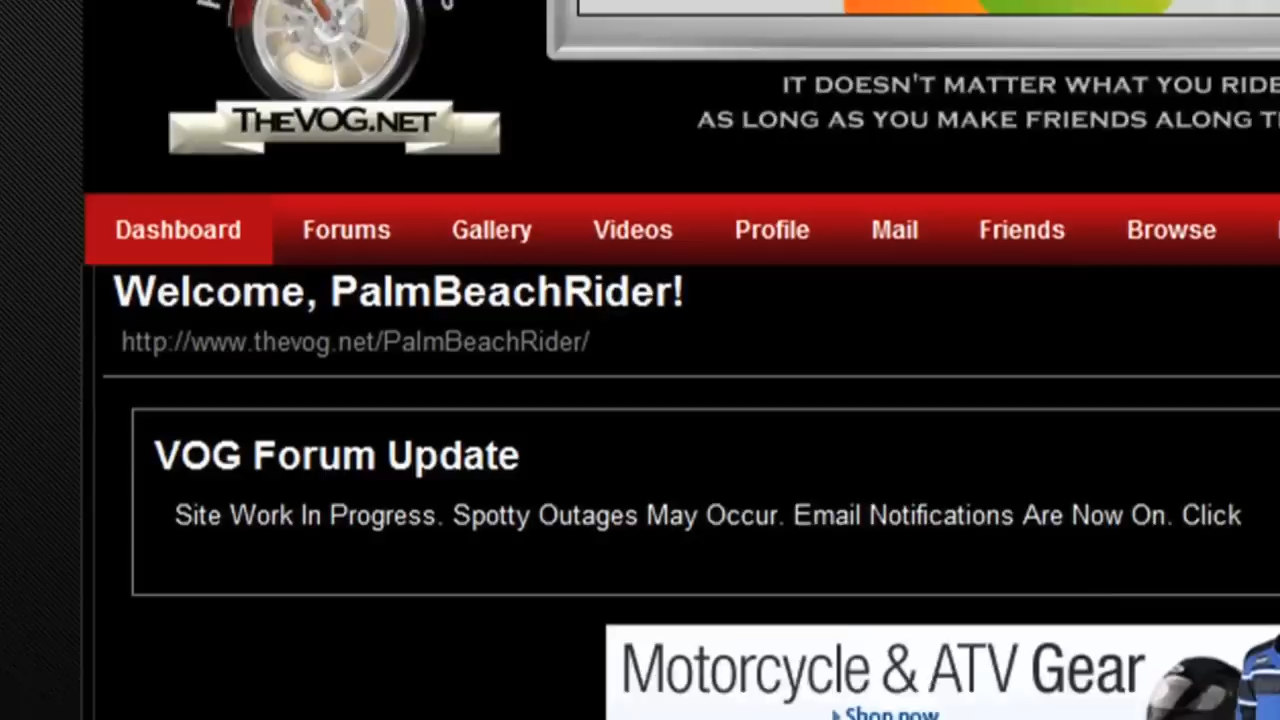 THEVOG.NET
IT DOESN'T MATTER WHAT YOU RIDE
AS LONG AS YOU MAKE FRIENDS ALONG
Dashboard Forums Gallery Videos Profile Mail Friends Browse
Welcome, PalmBeachRider!
http://www.thevog.net/PalmBeachRider/
VOG Forum Update
Site Work In Progress. Spotty Outages May Occur. Email Notifications Are Now On. Click
Motorcycle & ATV Gear
Shop now